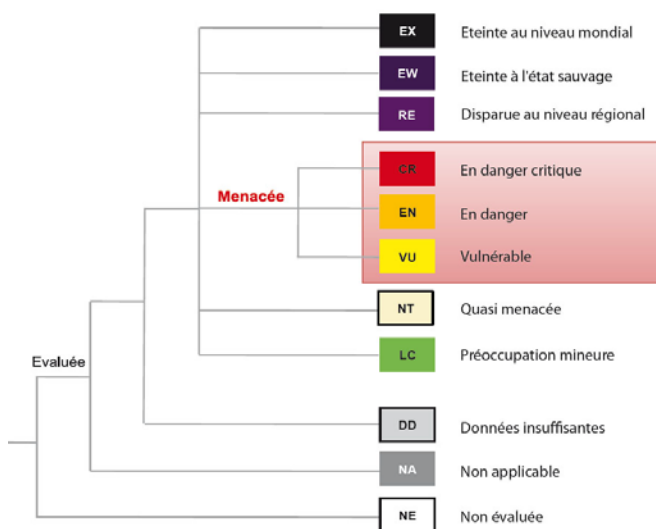 EX Eteinte au niveau mondial
EW Eteinte à l'état sauvage
RE Disparue au niveau régional
CR En danger critique
Menacée
EN En danger
VU Vulnérable
NT Quasi menacée
LC Préoccupation mineure
Evaluée
DD Données insuffisantes
NA Non applicable
NE Non évaluée